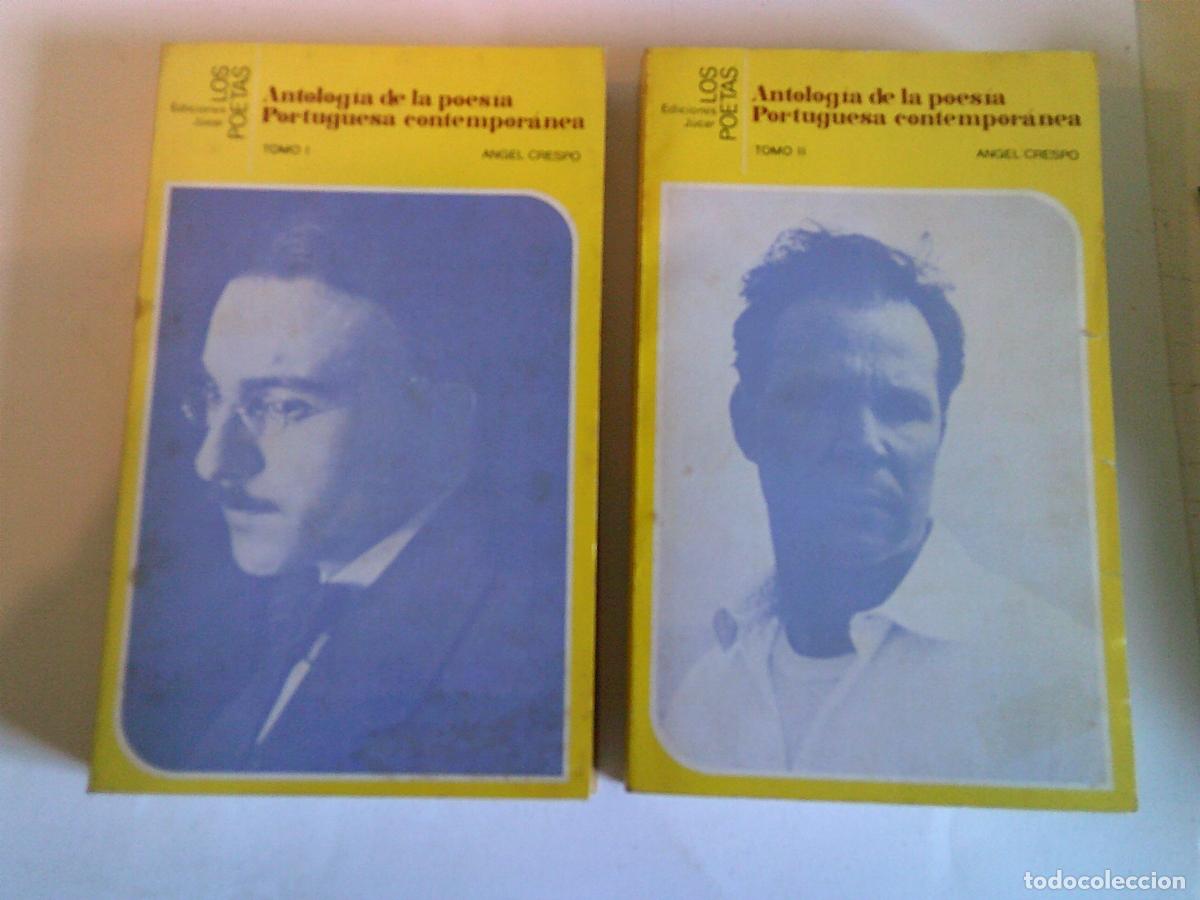 Ediciones
Júcar
LOS
POETAS
Antología de la poesía
Portuguesa contemporánea
TOMO I
ANGEL CRESPO
Ediciones
Júcar
LOS
POETAS
Antología de la poesía
Portuguesa contemporánea
TOMO II
ANGEL CRESPO
todocoleccion